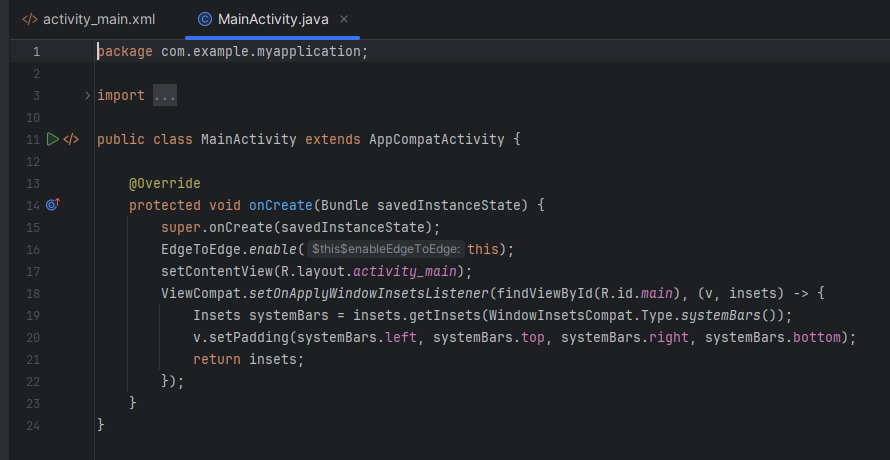 activity_main.xml
MainActivity.java
1 package com.example.myapplication;
2
3 import ...
10
11 public class MainActivity extends AppCompatActivity {
12
13 @Override
14 protected void onCreate(Bundle savedInstanceState) {
15 super.onCreate(savedInstanceState);
16 EdgeToEdge.enable( $this$enableEdgeToEdge: this);
17 setContentView(R.layout.activity_main);
18 ViewCompat.setOnApplyWindowInsetsListener(findViewById(R.id.main), (v, insets) -> {
19 Insets systemBars = insets.getInsets(WindowInsetsCompat.Type.systemBars());
20 v.setPadding(systemBars.left, systemBars.top, systemBars.right, systemBars.bottom);
21 return insets;
22 });
23 }
24 }